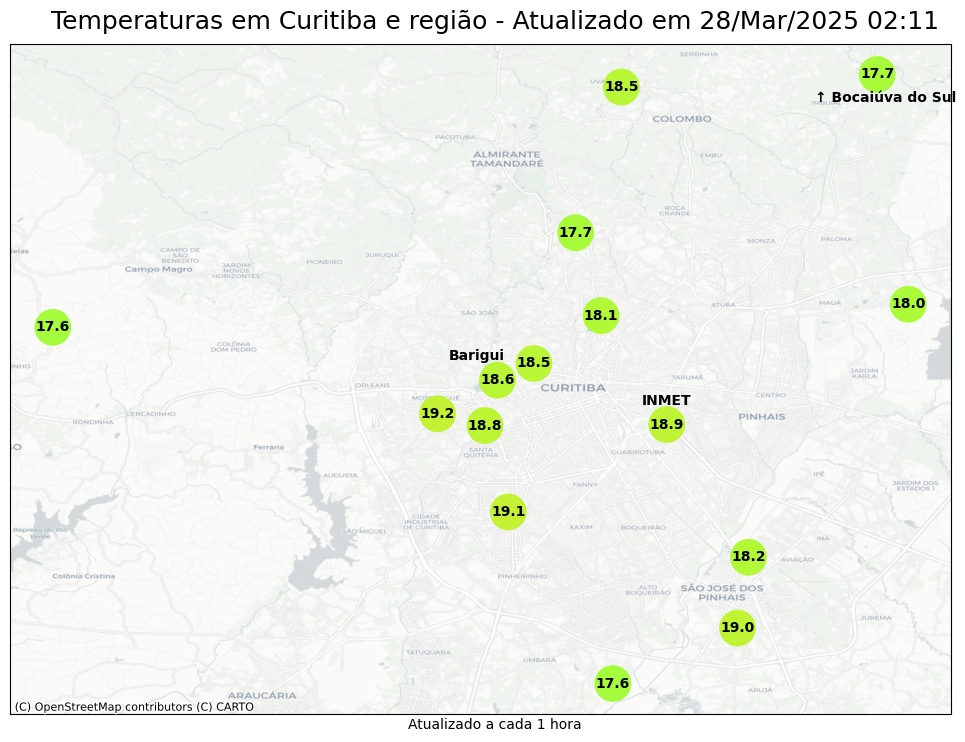 Temperaturas em Curitiba e região - Atualizado em 28/Mar/2025 02:11
SERRINHA
17.7
18.5
↑ Bocaiúva do Sul
COLOMBO
PACOTUBA
ALMIRANTE
TAMANDARÉ
EMBU
ROÇA
GRANDE
17.7
MONZA
PALOMA
CAMPO DE
SÃO
BENEDITO
JURUQUI
PIONEIRO
Campo Magro
JARDIM
NOVOS
HORIZONTES
18.0
ATUBA
MAUÁ
SÃO JOÃO
18.1
17.6
COLÔNIA
DOM PEDRO
Barigui
18.5
JARDIM
KARLA
TARUMÃ
18.6
ORLEANS
CURITIBA
CENTRO
INMET
19.2
CERCADINHO
RONDINHA
PINHAIS
18.8
18.9
Ferraria
SANTA
QUITÉRIA
GUABIROTUBA
AUGUSTA
IPÊ
FANNY
JARDIM DOS
ESTADOS I
19.1
CIDADE
INDUSTRIAL
DE CURITIBA
SÃO MIGUEL
XAXIM
BOQUEIRÃO
Represa do Rio
Verde
INÁ
18.2
AVIAÇÃO
Colônia Cristina
PINHEIRINHO
ALTO
BOQUEIRÃO
SÃO JOSÉ DOS
PINHAIS
JUREMA
19.0
TATUQUARA
UMBARÁ
17.6
ARUJÁ
ARAUCÁRIA
(C) OpenStreetMap contributors (C) CARTO
Atualizado a cada 1 hora